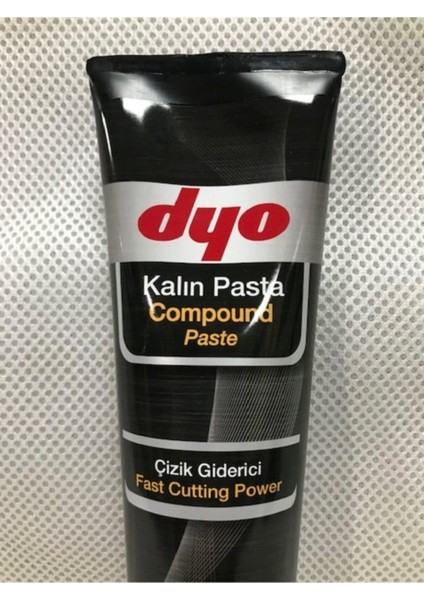 dyo
Kalın Pasta
Compound
Paste
Çizik Giderici
Fast Cutting Power